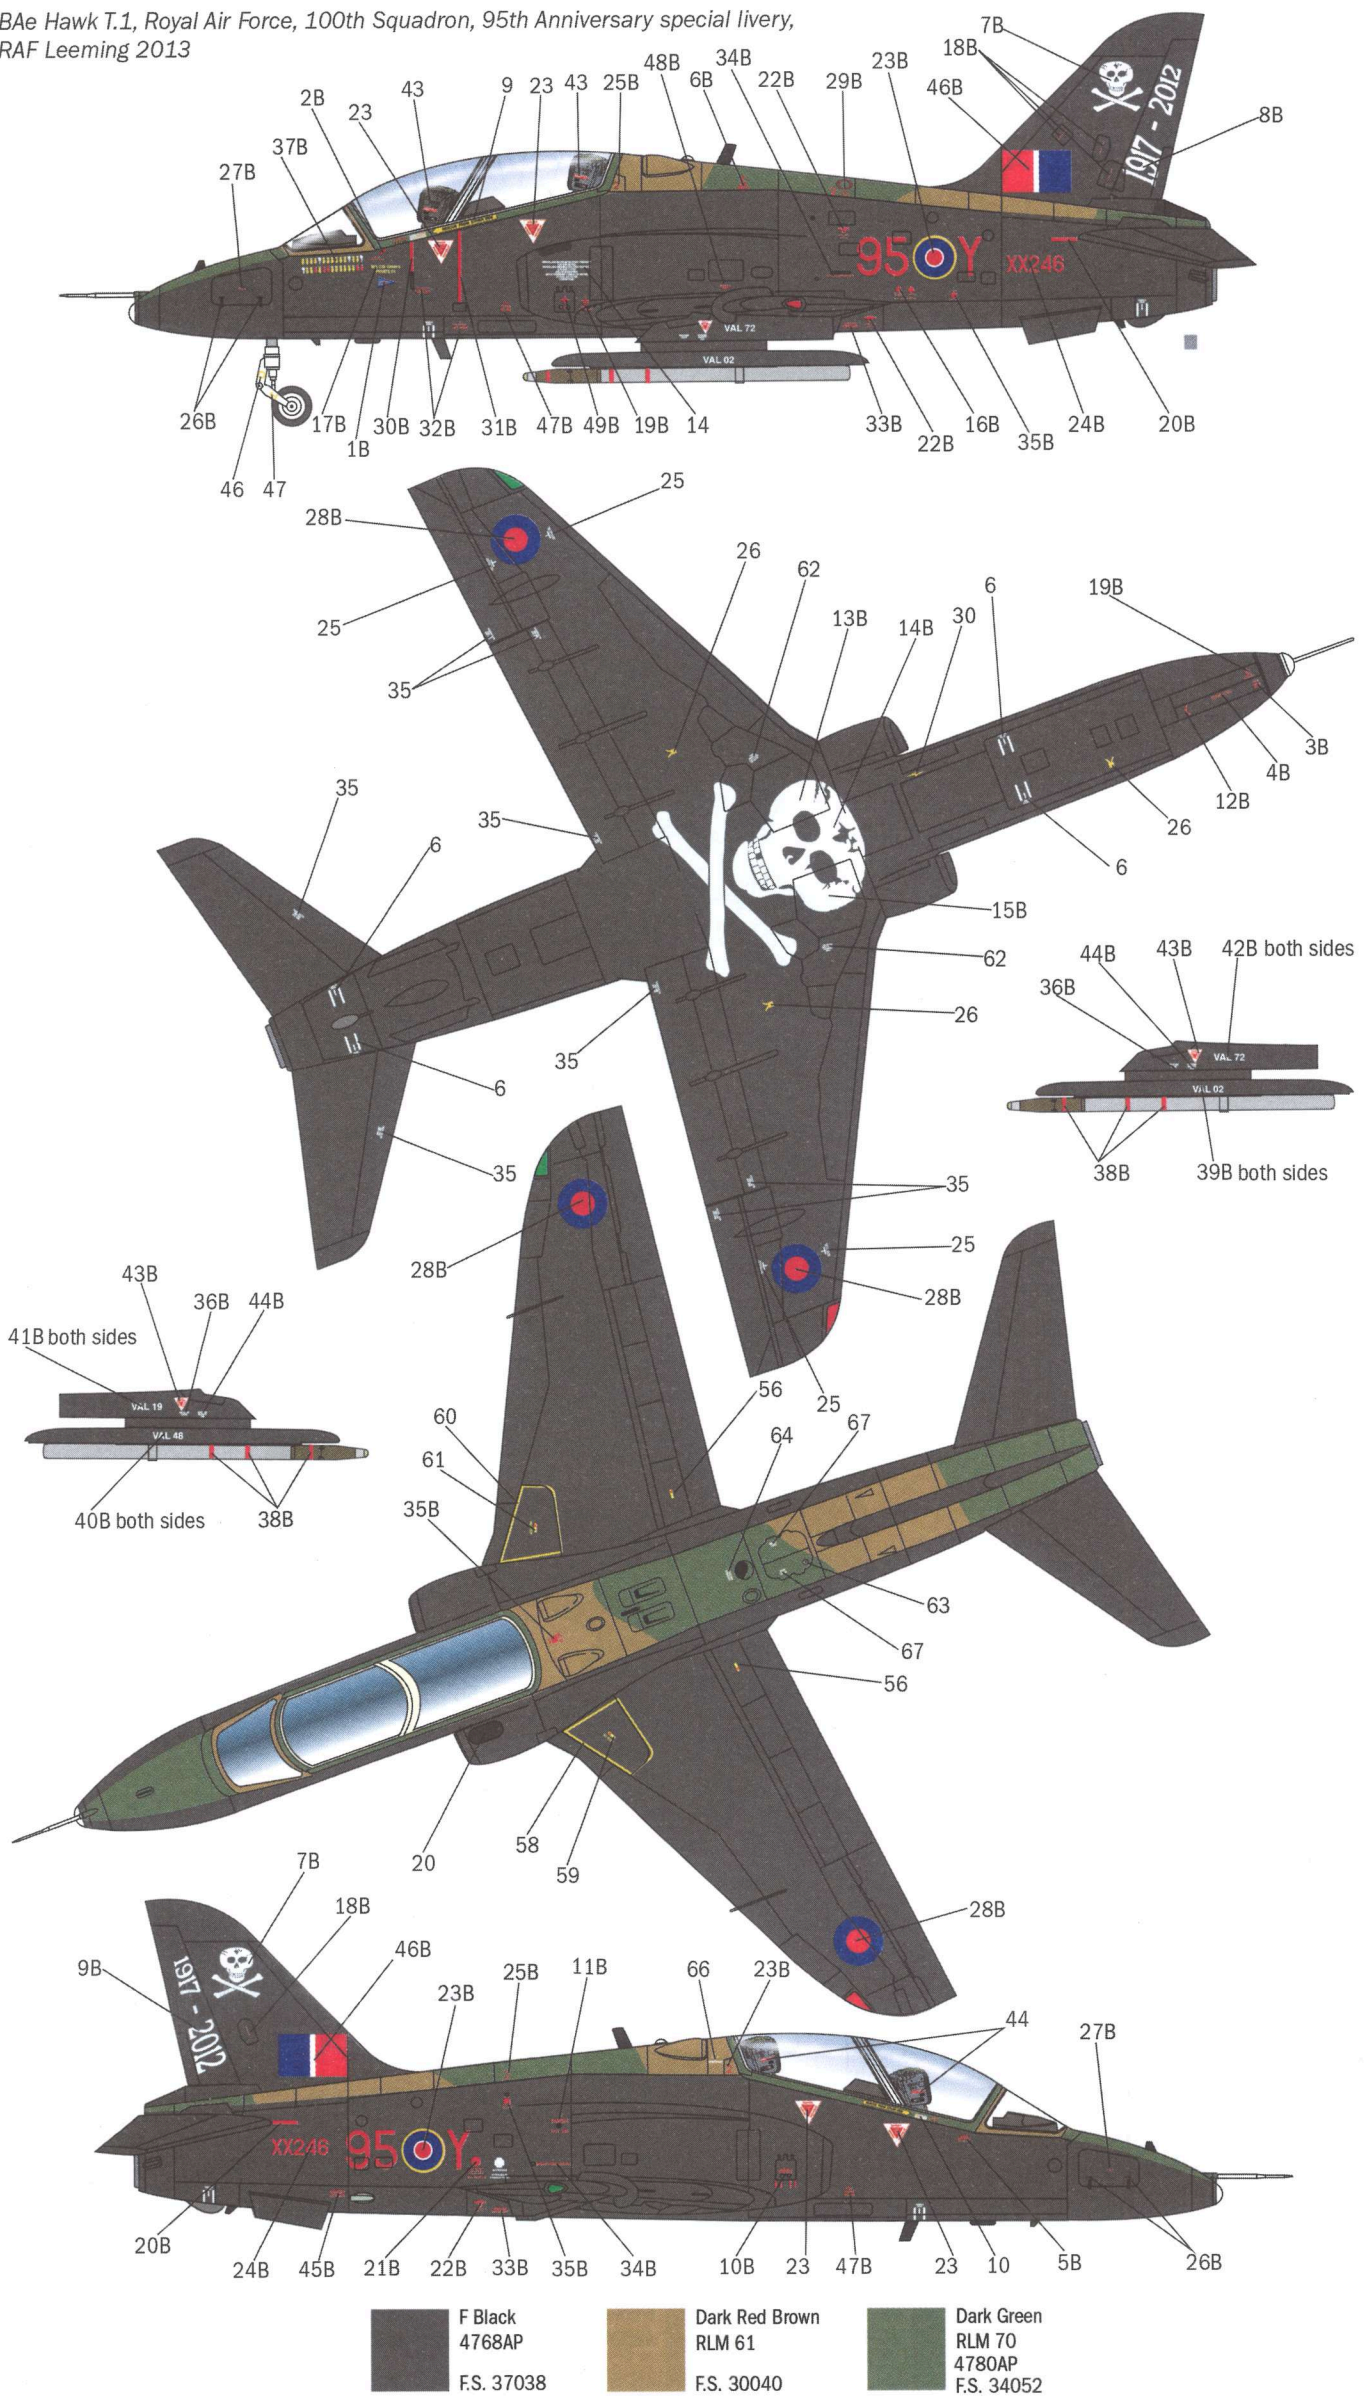 BAe Hawk T.1, Royal Air Force, 100th Squadron, 95th Anniversary special livery,
RAF Leeming 2013
7B
18B
34B
48B
23B
6B
22B
29B
46B
43
9
23
43
25B
2B
23
37B
27B
8B
1917 - 2012
95 Y
XX246
VAL 72
VAL 02
26B
17B
30B
32B
31B
47B
49B
19B
14
33B
16B
24B
20B
1B
22B
35B
46
47
25
28B
26
62
6
19B
13B
14B
30
25
35
3B
4B
12B
26
35
35
6
6
15B
62
44B
43B
42B both sides
36B
26
VAL 72
VAL 02
35
6
38B
39B both sides
35
35
28B
25
28B
43B
36B
44B
41B both sides
VAL 19
VAL 48
56
25
60
67
64
61
35B
40B both sides
38B
63
67
56
58
20
59
7B
18B
28B
9B
46B
25B
11B
66
23B
23B
44
27B
1917 - 2012
XX246
95 Y
20B
24B
45B
21B
22B
33B
35B
34B
10B
23
47B
23
10
5B
26B
F Black
4768AP
F.S. 37038
Dark Red Brown
RLM 61
F.S. 30040
Dark Green
RLM 70
4780AP
F.S. 34052